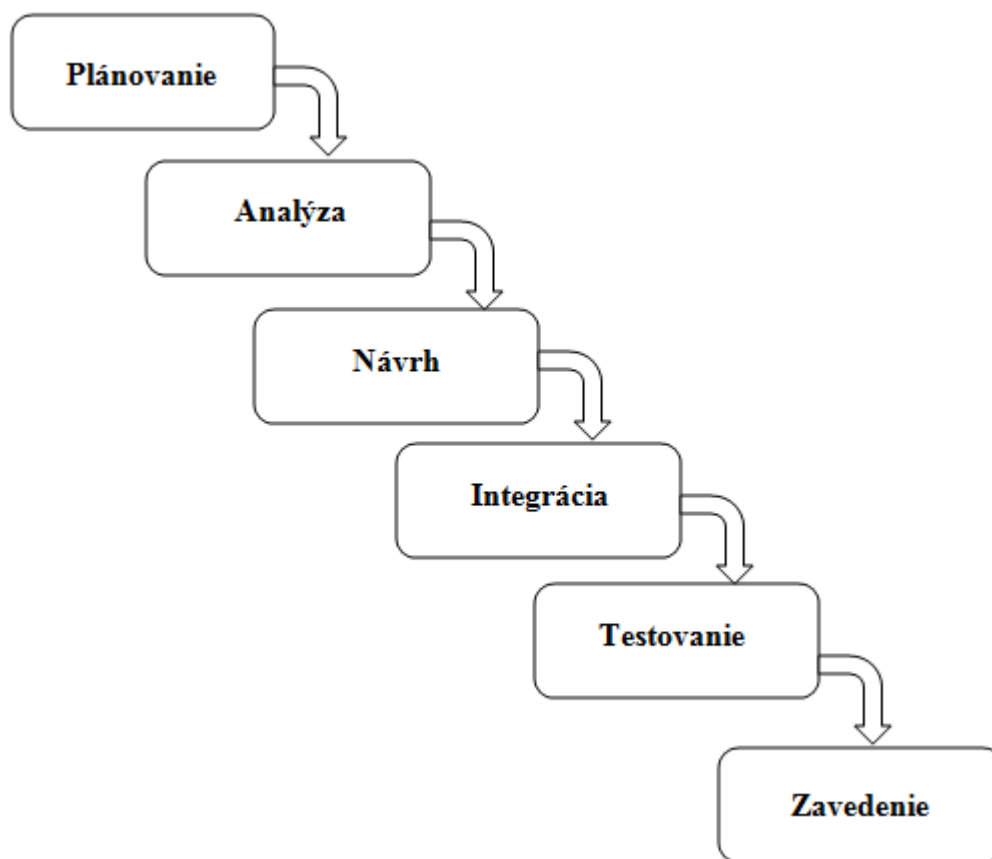 Plánovanie
Analýza
Návrh
Integrácia
Testovanie
Zavedenie